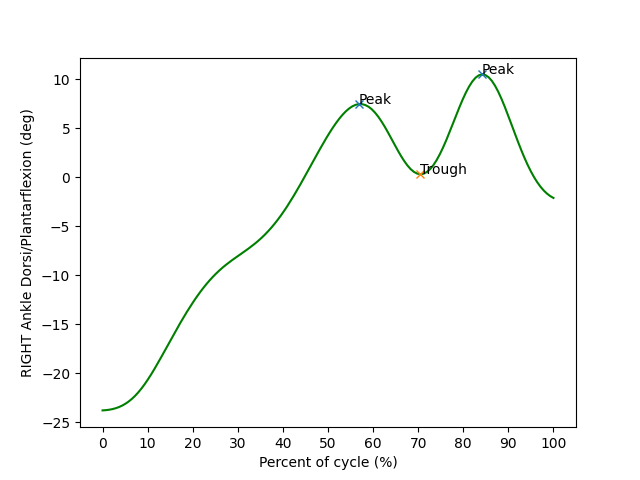 Peak
Peak
Trough
10
5
0
−5
−10
−15
−20
−25
RIGHT Ankle Dorsi/Plantarflexion (deg)
0 10 20 30 40 50 60 70 80 90 100
Percent of cycle (%)